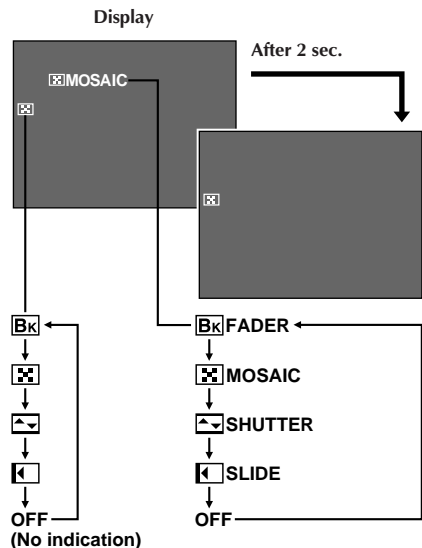 Display
After 2 sec.
MOSAIC
BK
BK FADER
MOSAIC
SHUTTER
SLIDE
OFF
(No indication)
OFF